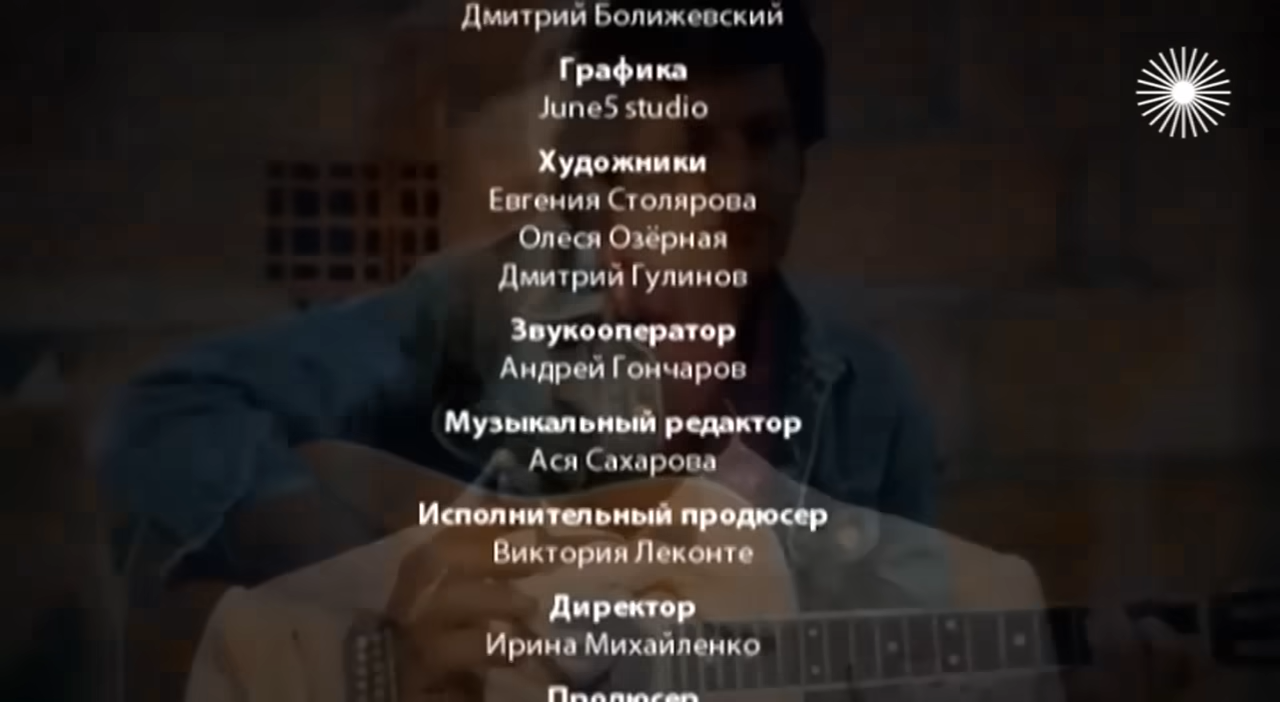 Дмитрий Болижевский
Графика
June5 studio
Художники
Евгения Столярова
Олеся Озёрная
Дмитрий Гулинов
Звукооператор
Андрей Гончаров
Музыкальный редактор
Ася Сахарова
Исполнительный продюсер
Виктория Леконте
Директор
Ирина Михайленко
Продюсер